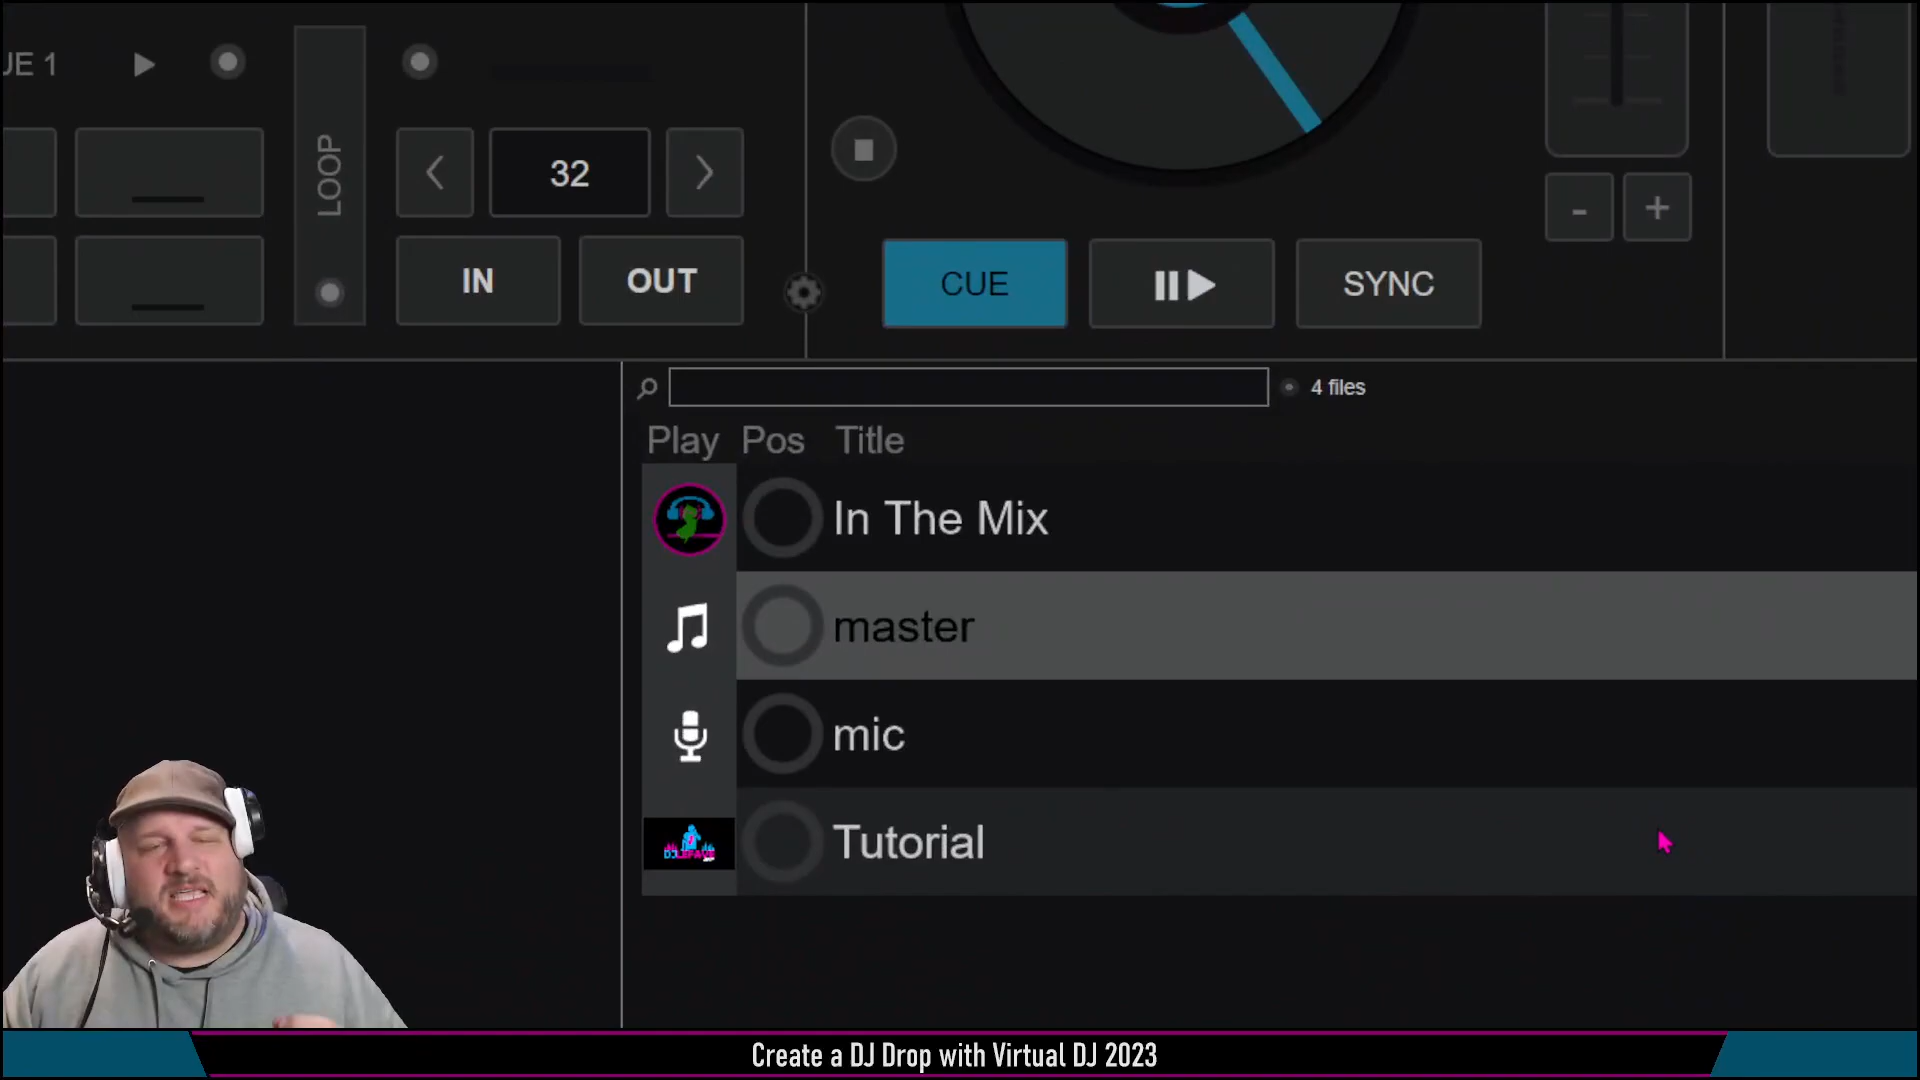 UE 1
LOOP
32
IN
OUT
CUE
SYNC
-
+
4 files
Play Pos Title
In The Mix
master
mic
Tutorial
Create a DJ Drop with Virtual DJ 2023